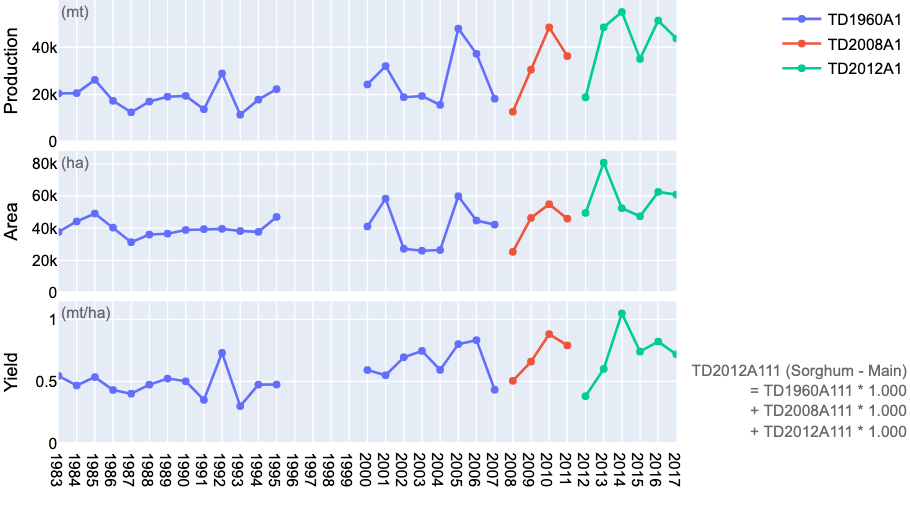 (mt)
Production
40k
20k
0
TD1960A1
TD2008A1
TD2012A1
(ha)
Area
80k
60k
40k
20k
0
(mt/ha)
Yield
1
0.5
0
TD2012A111 (Sorghum - Main)
= TD1960A111 * 1.000
+ TD2008A111 * 1.000
+ TD2012A111 * 1.000
1983
1984
1985
1986
1987
1988
1989
1990
1991
1992
1993
1994
1995
1996
1997
1998
1999
2000
2001
2002
2003
2004
2005
2006
2007
2008
2009
2010
2011
2012
2013
2014
2015
2016
2017